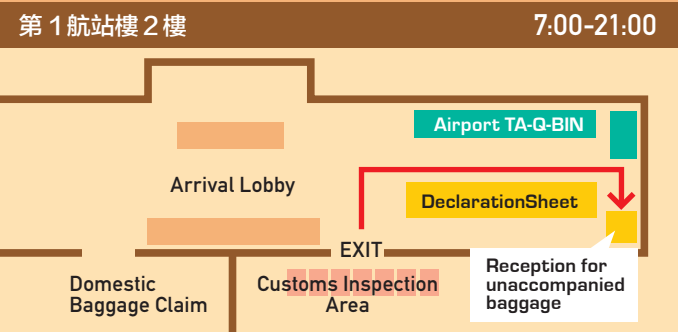 第1航站樓2樓
7:00-21:00
Airport TA-Q-BIN
Arrival Lobby
DeclarationSheet
EXIT
Domestic
Baggage Claim
Customs Inspection
Area
Reception for
unaccompanied
baggage